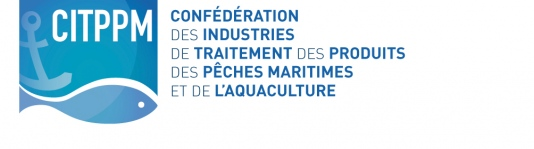 CITPPM
CONFÉDÉRATION
DES INDUSTRIES
DE TRAITEMENT DES PRODUITS
DES PÊCHES MARITIMES
ET DE L'AQUACULTURE